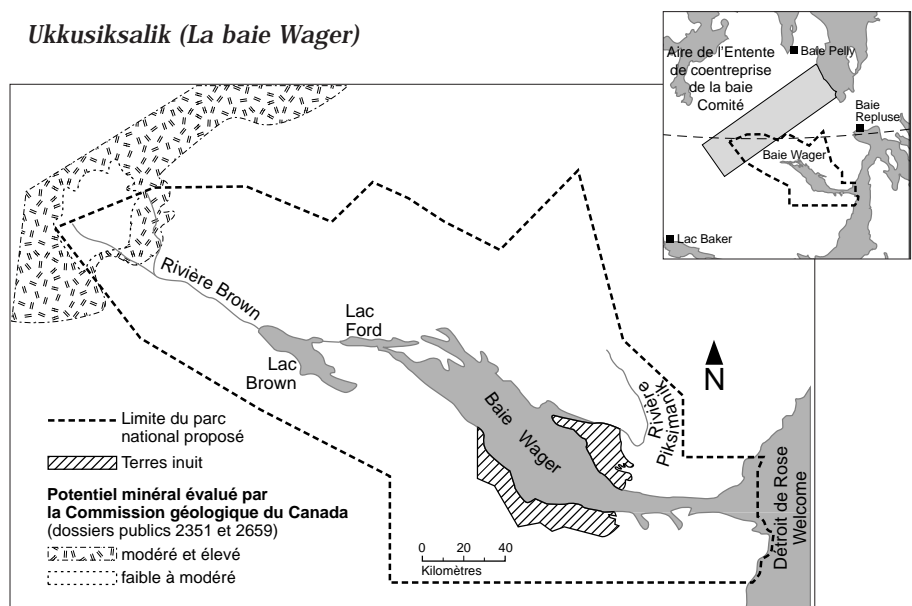 Ukkusiksalik (La baie Wager)
Aire de l'Entente
de coentreprise
de la baie
Comité
Baie Pelly
Baie
Repluse
Baie Wager
Lac Baker
Rivière Brown
Lac
Ford
Lac
Brown
Baie Wager
Rivière
Piksimanik
N
Détroit de Rose
Welcome
Limite du parc
national proposé
Terres inuit
Potentiel minéral évalué par
la Commission géologique du Canada
(dossiers publics 2351 et 2659)
modéré et élevé
faible à modéré
0 20 40
Kilomètres